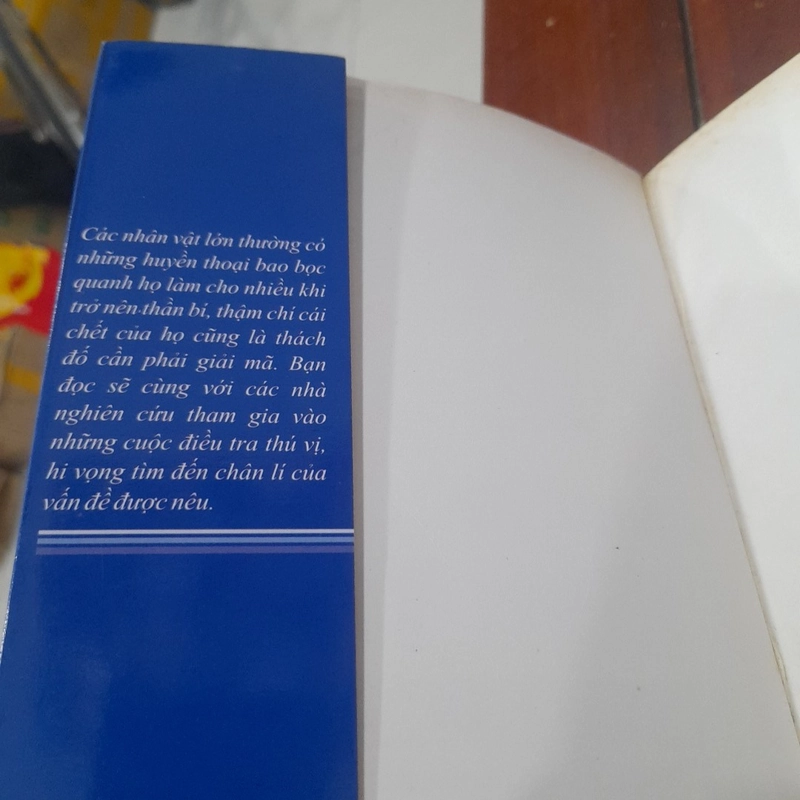 Các nhân vật lớn thường có
những huyền thoại bao bọc
quanh họ làm cho nhiều khi
trở nên thần bí, thậm chí cái
chết của họ cũng là thách
đố cần phải giải mã. Bạn
đọc sẽ cùng với các nhà
nghiên cứu tham gia vào
những cuộc điều tra thú vị,
hi vọng tìm đến chân lí của
vấn đề được nêu.